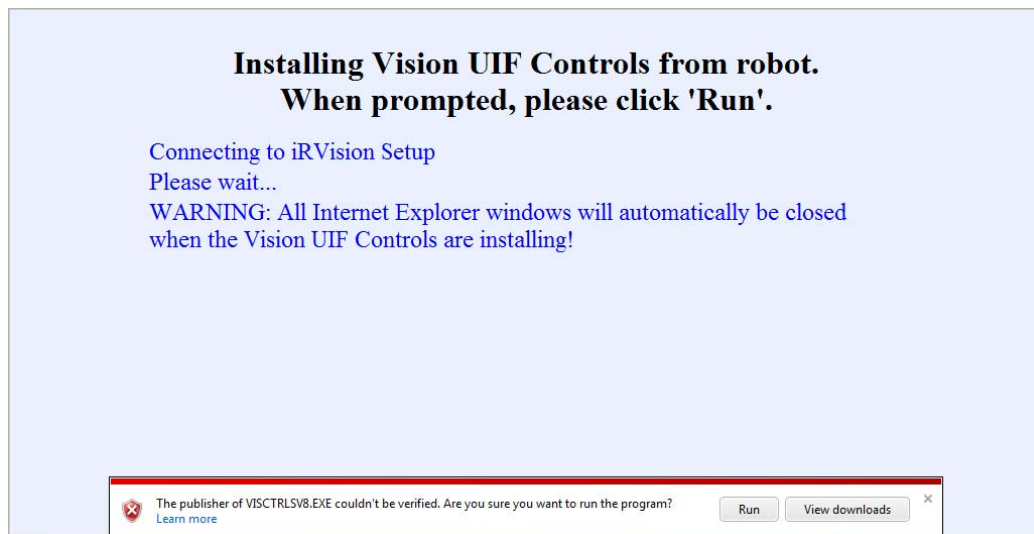 Installing Vision UIF Controls from robot.
When prompted, please click 'Run'.
Connecting to iRVision Setup
Please wait...
WARNING: All Internet Explorer windows will automatically be closed
when the Vision UIF Controls are installing!
The publisher of VISCTRLSV8.EXE couldn't be verified. Are you sure you want to run the program?
Learn more
Run
View downloads